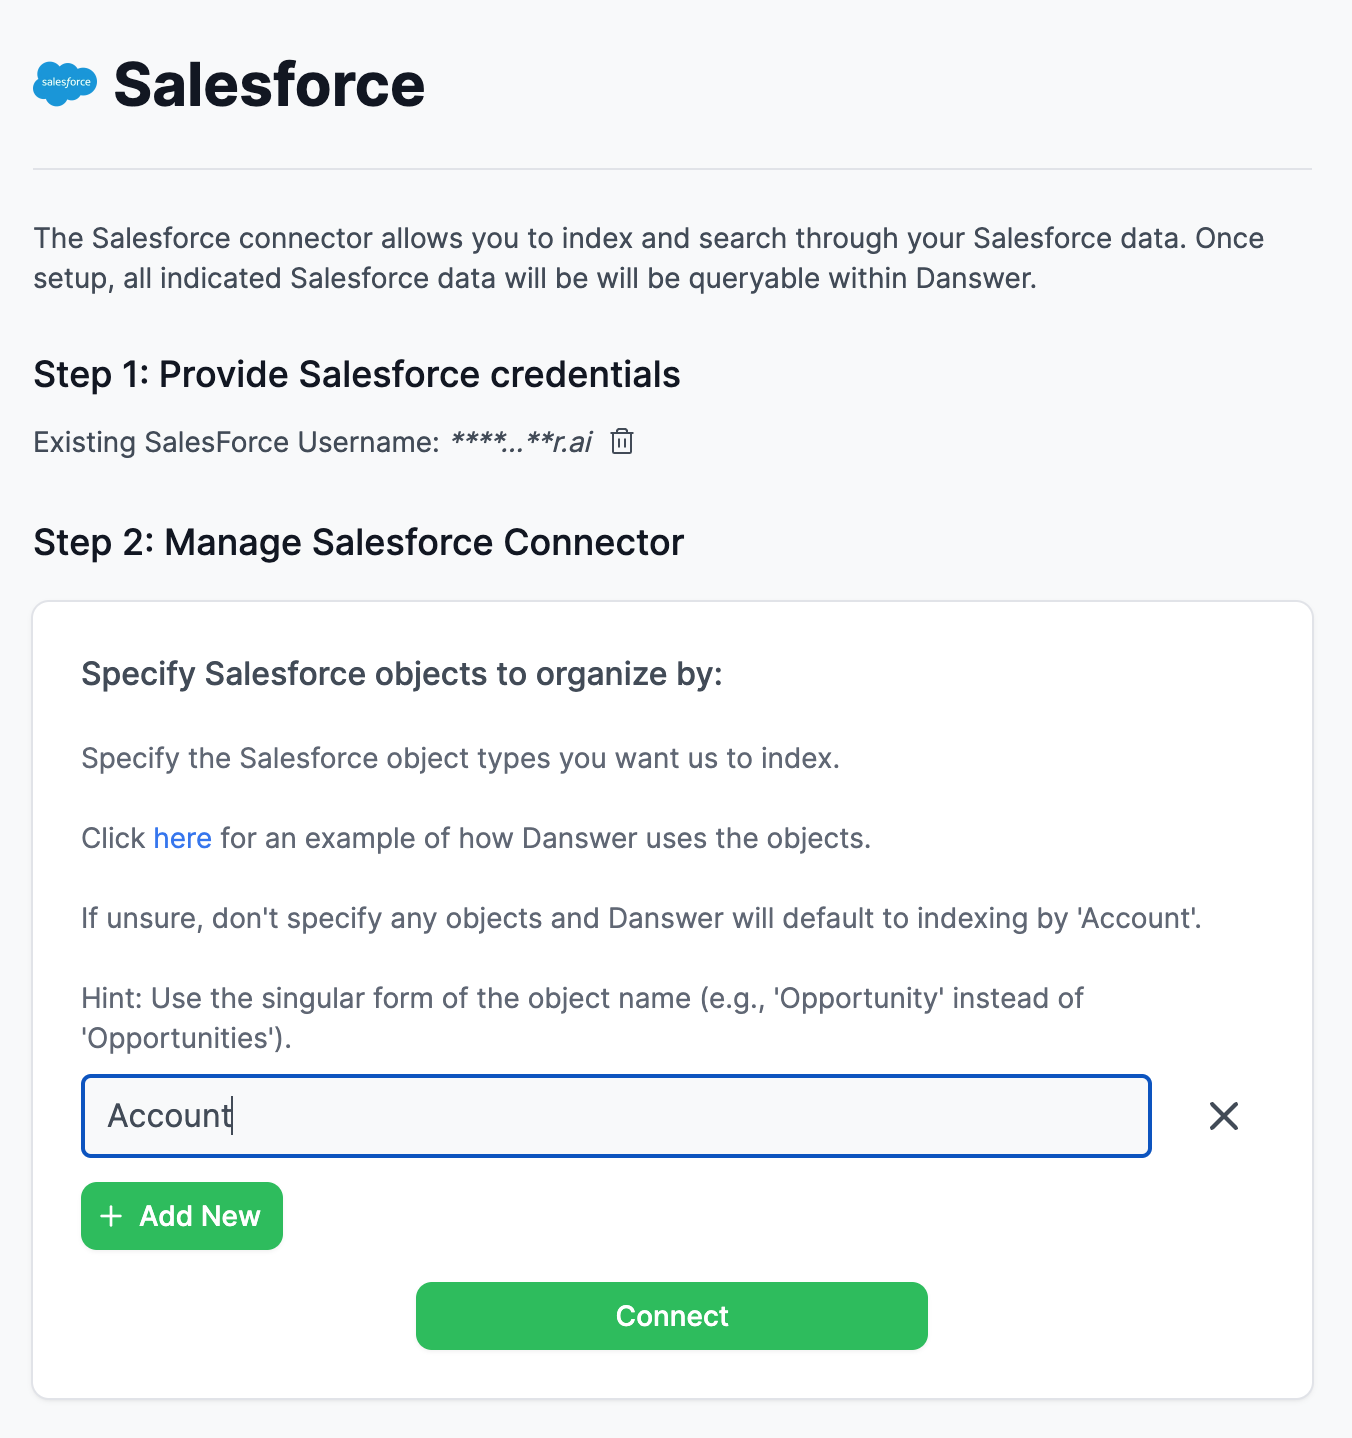 salesforce
Salesforce
The Salesforce connector allows you to index and search through your Salesforce data. Once
setup, all indicated Salesforce data will be will be queryable within Danswer.
Step 1: Provide Salesforce credentials
Existing SalesForce Username: ****...**r.ai
Step 2: Manage Salesforce Connector
Specify Salesforce objects to organize by:
Specify the Salesforce object types you want us to index.
Click here for an example of how Danswer uses the objects.
If unsure, don't specify any objects and Danswer will default to indexing by 'Account'.
Hint: Use the singular form of the object name (e.g., 'Opportunity' instead of
'Opportunities').
Account
+ Add New
Connect